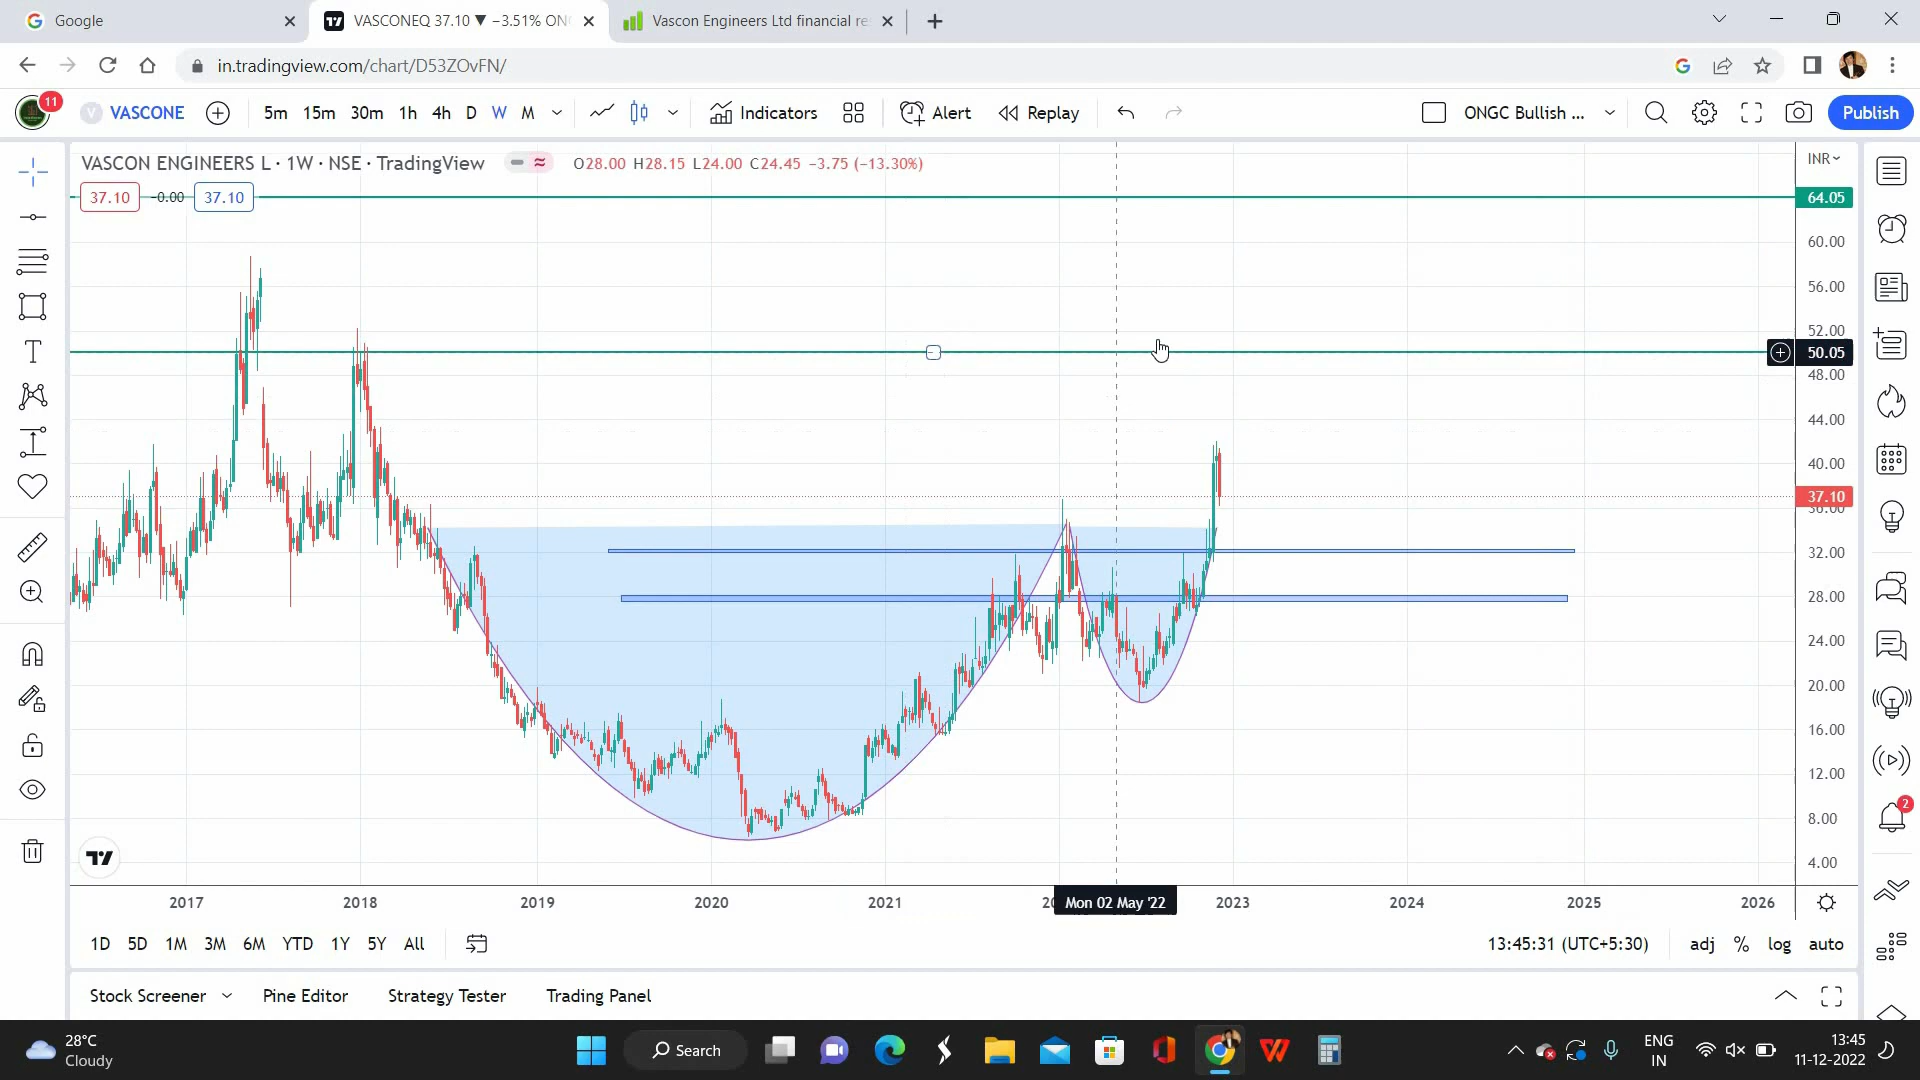 Google
VASCONEQ 37.10 ▼ −3.51% ON
Vascon Engineers Ltd financial re
in.tradingview.com/chart/D53ZOvFN/
11
V
VASCONE
5m 15m 30m 1h 4h D W M
Indicators
Alert
Replay
ONGC Bullish ...
Publish
VASCON ENGINEERS L · 1W · NSE · TradingView
O28.00 H28.15 L24.00 C24.45 −3.75 (−13.30%)
INR
37.10 −0.00 37.10
64.05
60.00
56.00
52.00
50.05
48.00
44.00
40.00
37.10
36.00
32.00
28.00
24.00
20.00
16.00
12.00
8.00
4.00
2
2017 2018 2019 2020 2021 Mon 02 May '22 2023 2024 2025 2026
1D 5D 1M 3M 6M YTD 1Y 5Y All
13:45:31 (UTC+5:30)
adj % log auto
Stock Screener Pine Editor Strategy Tester Trading Panel
28°C
Cloudy
Search
ENG
IN
13:45
11-12-2022